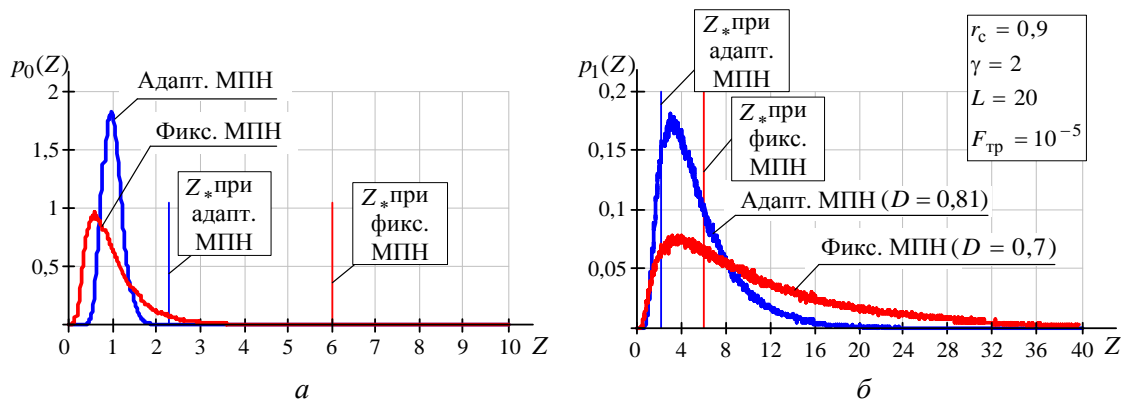 p₀(Z)
2
1,5
1
0,5
0
1
2
3
4
5
6
7
8
9
10
Z
Адапт. МПН
Фикс. МПН
Z* при
адапт.
МПН
Z* при
фикс.
МПН
а
p₁(Z)
0,2
0,15
0,1
0,05
0
4
8
12
16
20
24
28
32
36
40
Z
Z* при
адапт.
МПН
Z* при
фикс.
МПН
r_c = 0,9
γ = 2
L = 20
F_тр = 10⁻⁵
Адапт. МПН (D = 0,81)
Фикс. МПН (D = 0,7)
б